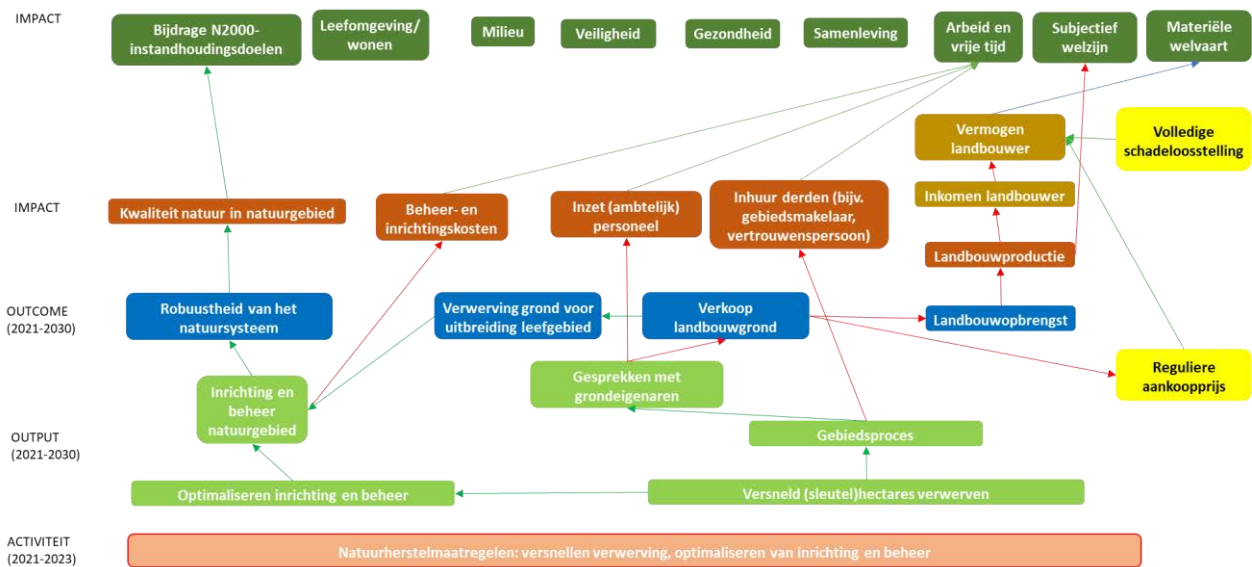 IMPACT
Bijdrage N2000-
instandhoudingsdoelen
Leefomgeving/
wonen
Milieu
Veiligheid
Gezondheid
Samenleving
Arbeid en
vrije tijd
Subjectief
welzijn
Materiële
welvaart
Vermogen
landbouwer
Volledige
schadeloosstelling
IMPACT
Kwaliteit natuur in natuurgebied
Beheer- en
inrichtingskosten
Inzet (ambtelijk)
personeel
Inhuur derden (bijv.
gebiedsmakelaar,
vertrouwenspersoon)
Inkomen landbouwer
Landbouwproductie
OUTCOME
(2021-2030)
Robuustheid van het
natuursysteem
Verwerving grond voor
uitbreiding leefgebied
Verkoop
landbouwgrond
Landbouwopbrengst
Reguliere
aankoopprijs
Gesprekken met
grondeigenaren
Inrichting en
beheer
natuurgebied
OUTPUT
(2021-2030)
Gebiedsproces
Optimaliseren inrichting en beheer
Versneld (sleutel)hectares verwerven
ACTIVITEIT
(2021-2023)
Natuurherstelmaatregelen: versnellen verwerving, optimaliseren van inrichting en beheer